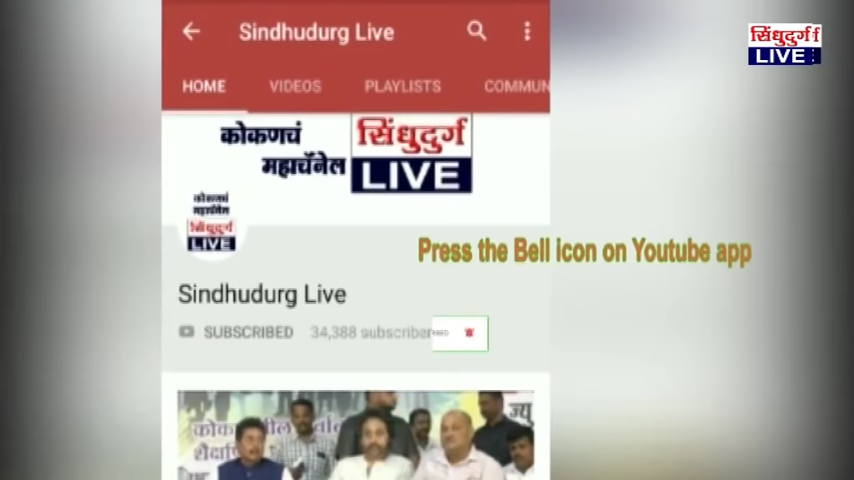 Sindhudurg Live
सिंधुदुर्ग
LIVE
HOME VIDEOS PLAYLISTS COMMUN
कोकणचं
महाचॅनेल
सिंधुदुर्ग
LIVE
कोकणचं
महाचॅनेल
सिंधुदुर्ग
LIVE
Press the Bell icon on Youtube app
Sindhudurg Live
SUBSCRIBED 34,388 subscriber